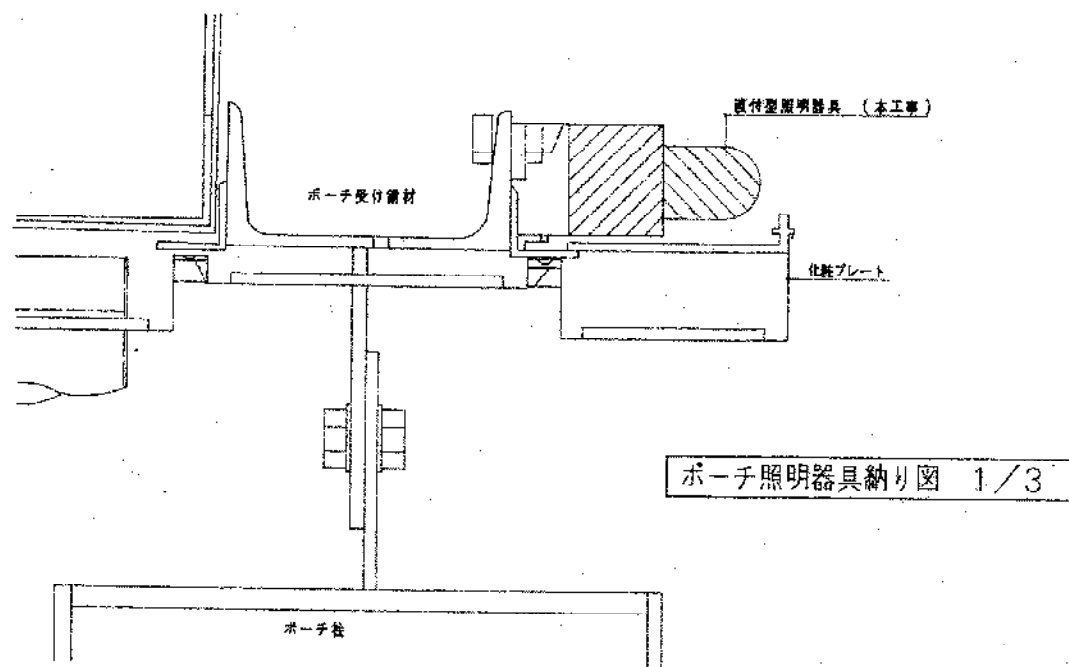 直付型照明器具 (本工事)
ポーチ受け鋼材
化粧プレート
ポーチ照明器具納り図 1/3
ポーチ柱